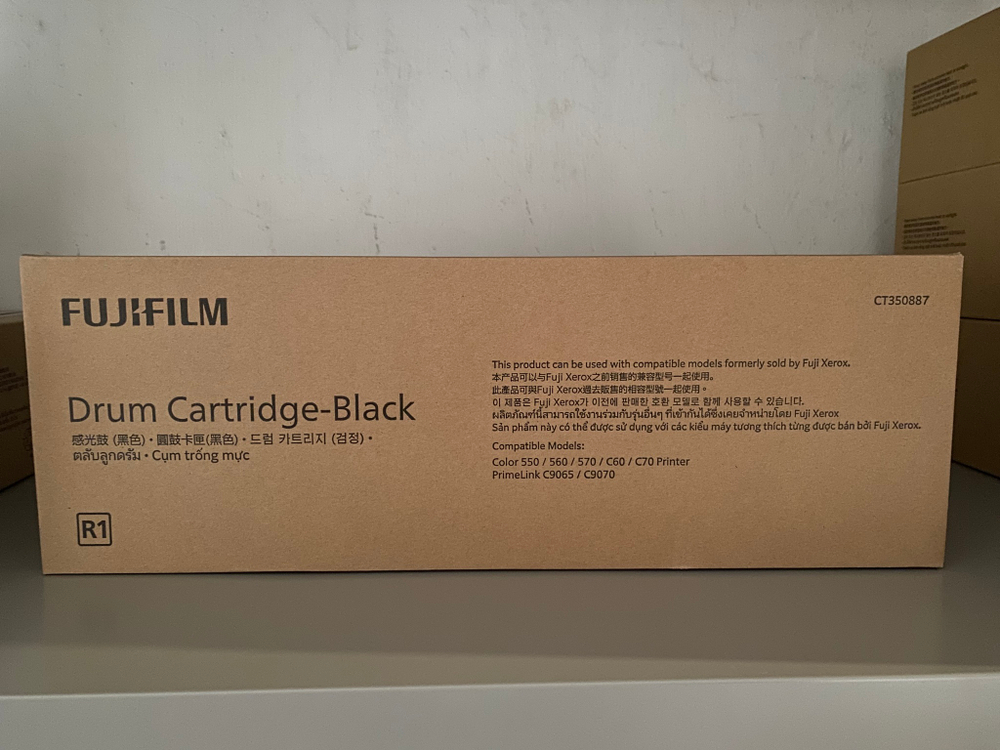 FUJIFILM
CT350887
Drum Cartridge-Black
感光鼓 (黑色)・圓鼓卡匣(黑色)・드럼 카트리지 (검정)・
ตลับลูกดรัม・Cụm trống mực
R1
This product can be used with compatible models formerly sold by Fuji Xerox.
本产品可以与Fuji Xerox之前销售的兼容型号一起使用。
此產品可與Fuji Xerox過去販售的相容型號一起使用。
이 제품은 Fuji Xerox가 이전에 판매한 호환 모델로 함께 사용할 수 있습니다.
ผลิตภัณฑ์นี้สามารถใช้งานร่วมกับรุ่นอื่นๆ ที่เข้ากันได้ซึ่งเคยจำหน่ายโดย Fuji Xerox
Sản phẩm này có thể được sử dụng với các kiểu máy tương thích từng được bán bởi Fuji Xerox.
Compatible Models:
Color 550 / 560 / 570 / C60 / C70 Printer
PrimeLink C9065 / C9070